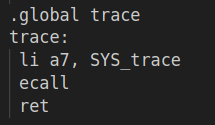 .global trace
trace:
 li a7, SYS_trace
 ecall
 ret